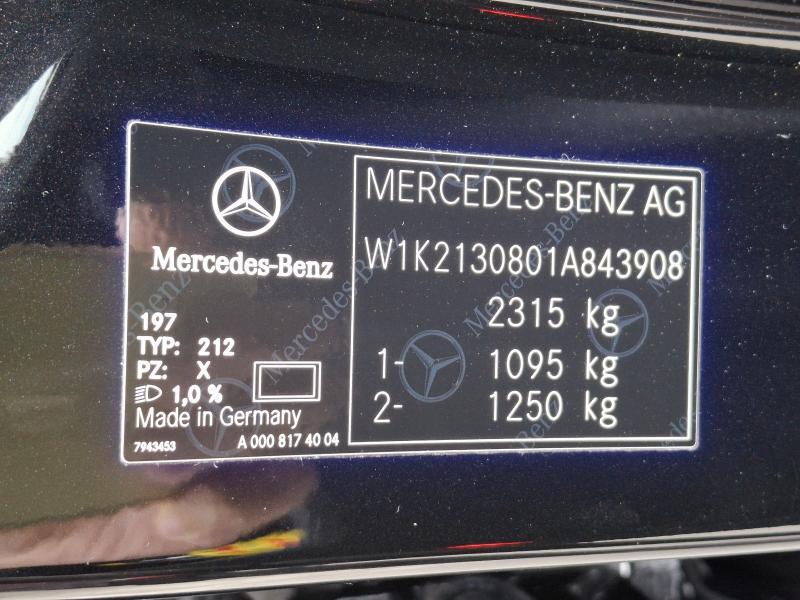 Mercedes-Benz
197
TYP: 212
PZ: X
1,0 %
Made in Germany
7943453 A 000 817 40 04
MERCEDES-BENZ AG
W1K2130801A843908
2315 kg
1- 1095 kg
2- 1250 kg